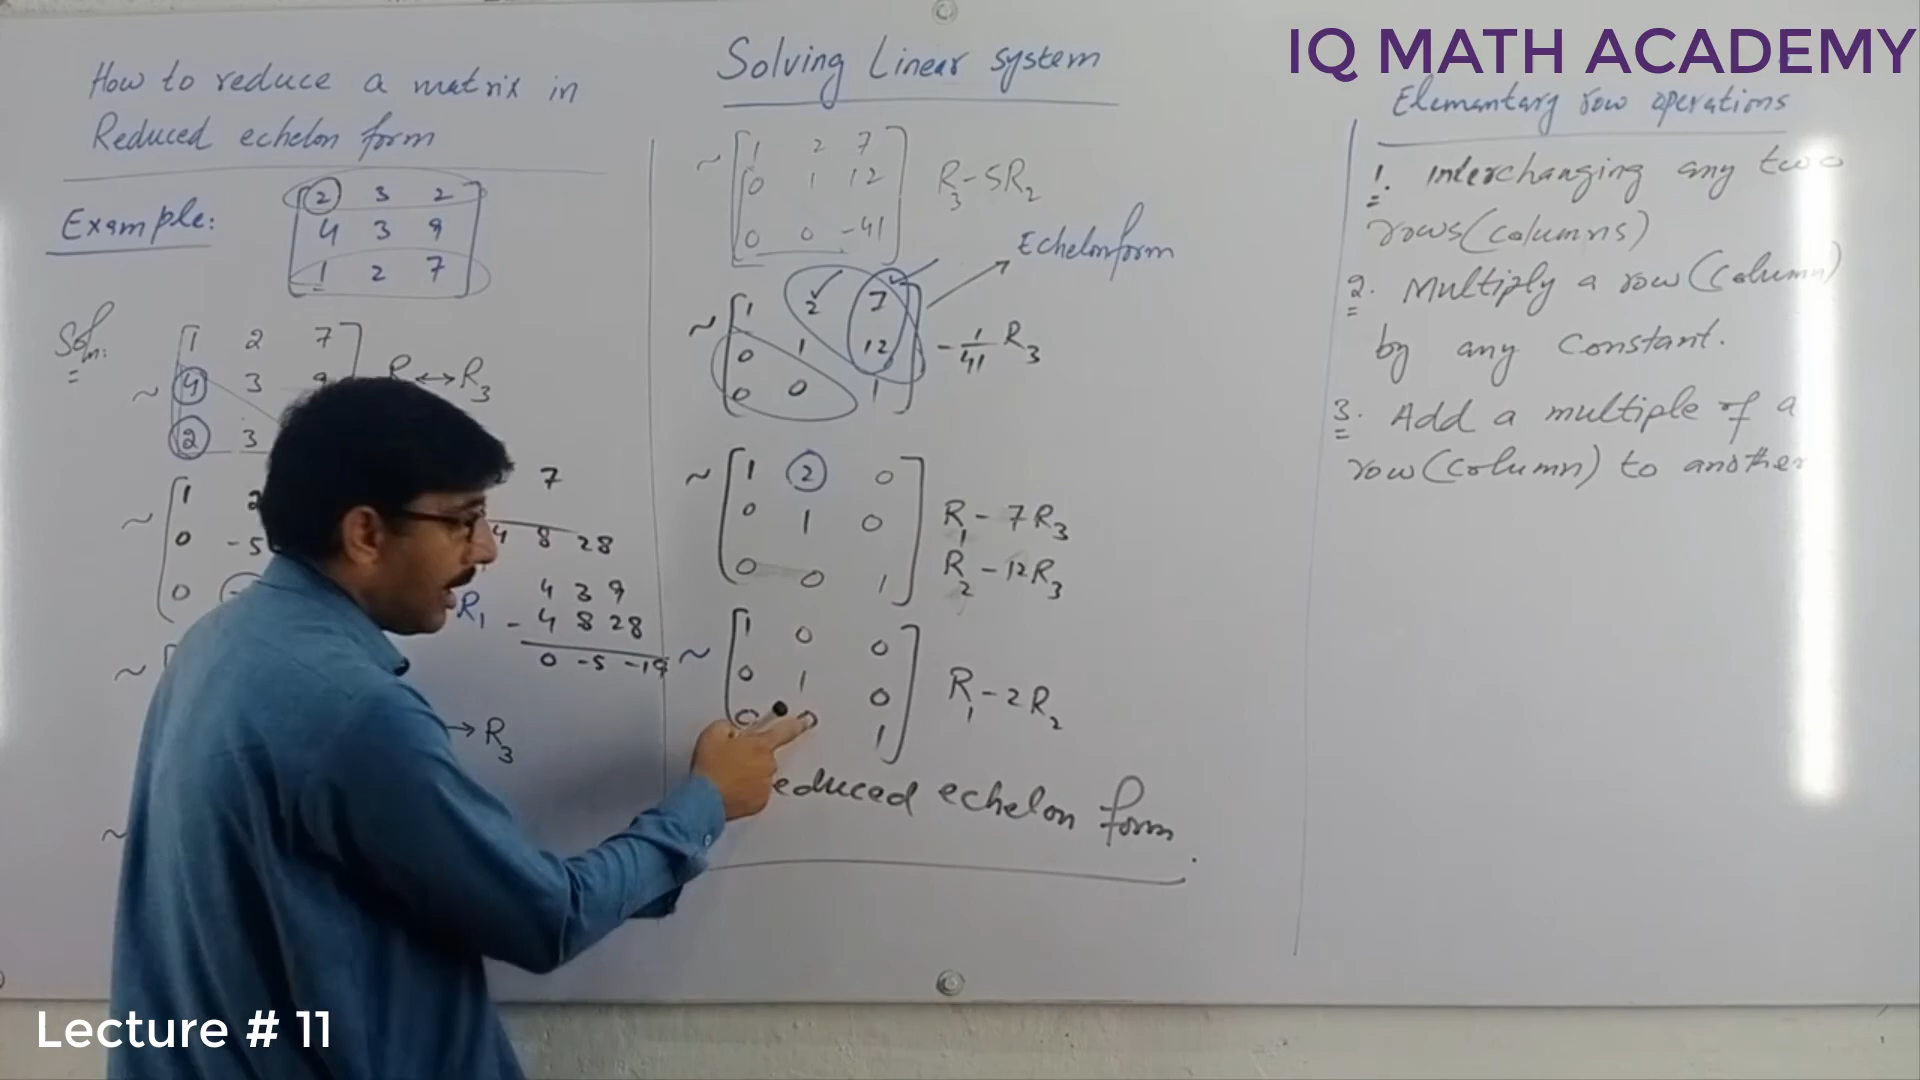 IQ MATH ACADEMY
How to reduce a matrix in
Reduced echelon form
Example:
2 3 2
4 3 9
1 2 7
Soln:
~ 1 2 7
4 3 9 R ↔ R3
2 3
~ 1 2
0 -5
0
7
4 8 28
4 3 9
R1 - 4 8 28
0 -5 -19
~
→ R3
~
Solving Linear system
~ 1 2 7
0 1 12 R3 - 5R2
0 0 -41
Echelon form
~ 1 2 7
0 1 12 -1/41 R3
0 0 1
~ 1 2 0
0 1 0 R1 - 7R3
0 0 1 R2 - 12R3
~ 1 0 0
0 1 0 R1 - 2R2
0 0 1
educed echelon form.
Elementary row operations
1. Interchanging any two
rows(columns)
2. Multiply a row(column)
by any constant.
3. Add a multiple of a
row(column) to another
Lecture # 11